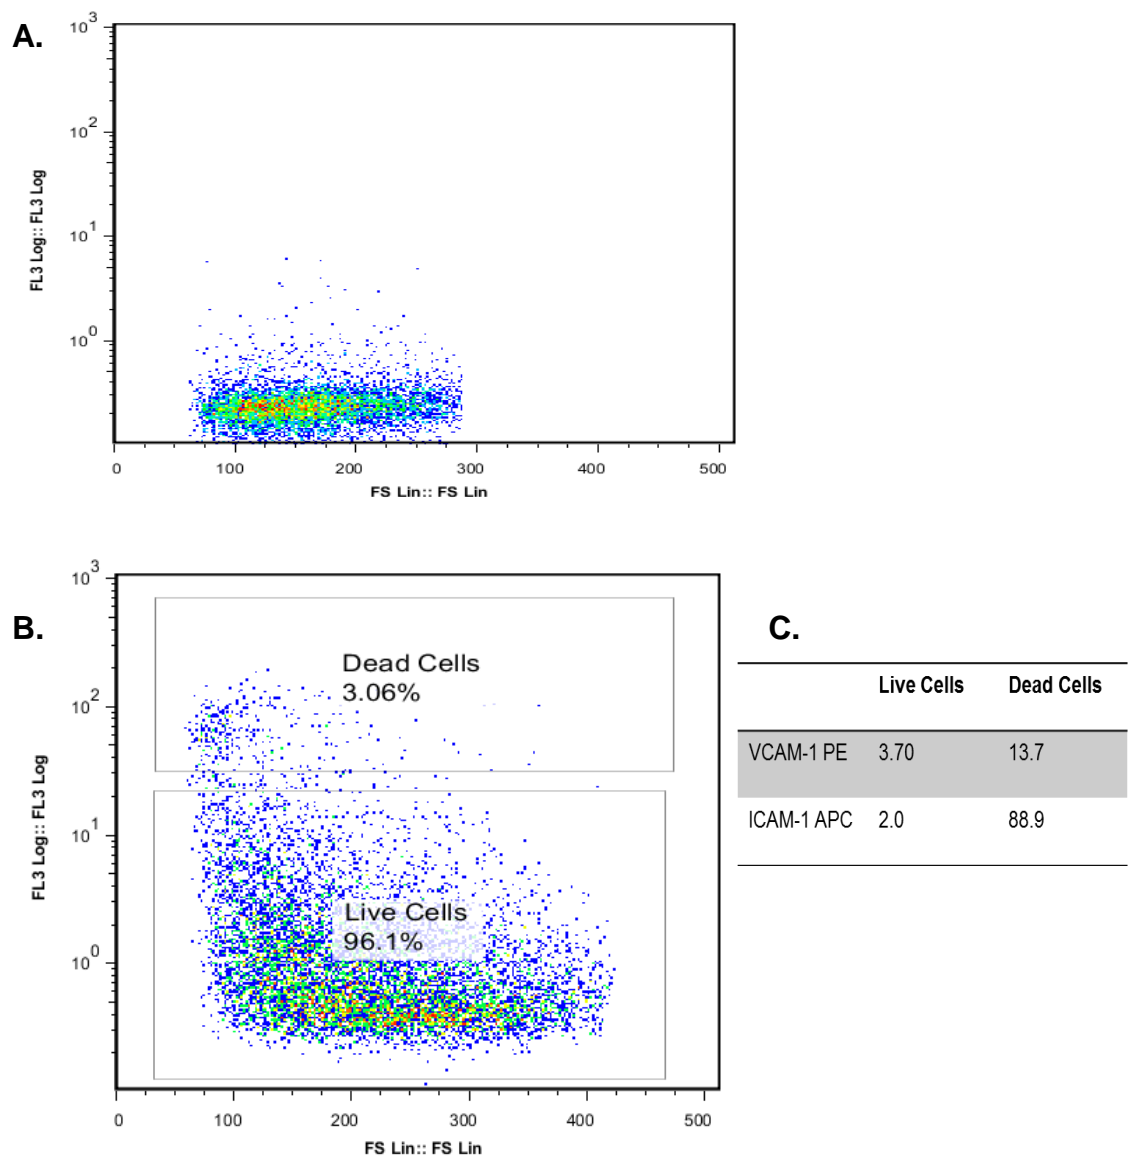 A.
10^3
10^2
10^1
10^0
FL3 Log:: FL3 Log
0 100 200 300 400 500
FS Lin:: FS Lin
B.
10^3
10^2
10^1
10^0
FL3 Log:: FL3 Log
Dead Cells
3.06%
Live Cells
96.1%
0 100 200 300 400 500
FS Lin:: FS Lin
C.
Live Cells Dead Cells
VCAM-1 PE 3.70 13.7
ICAM-1 APC 2.0 88.9